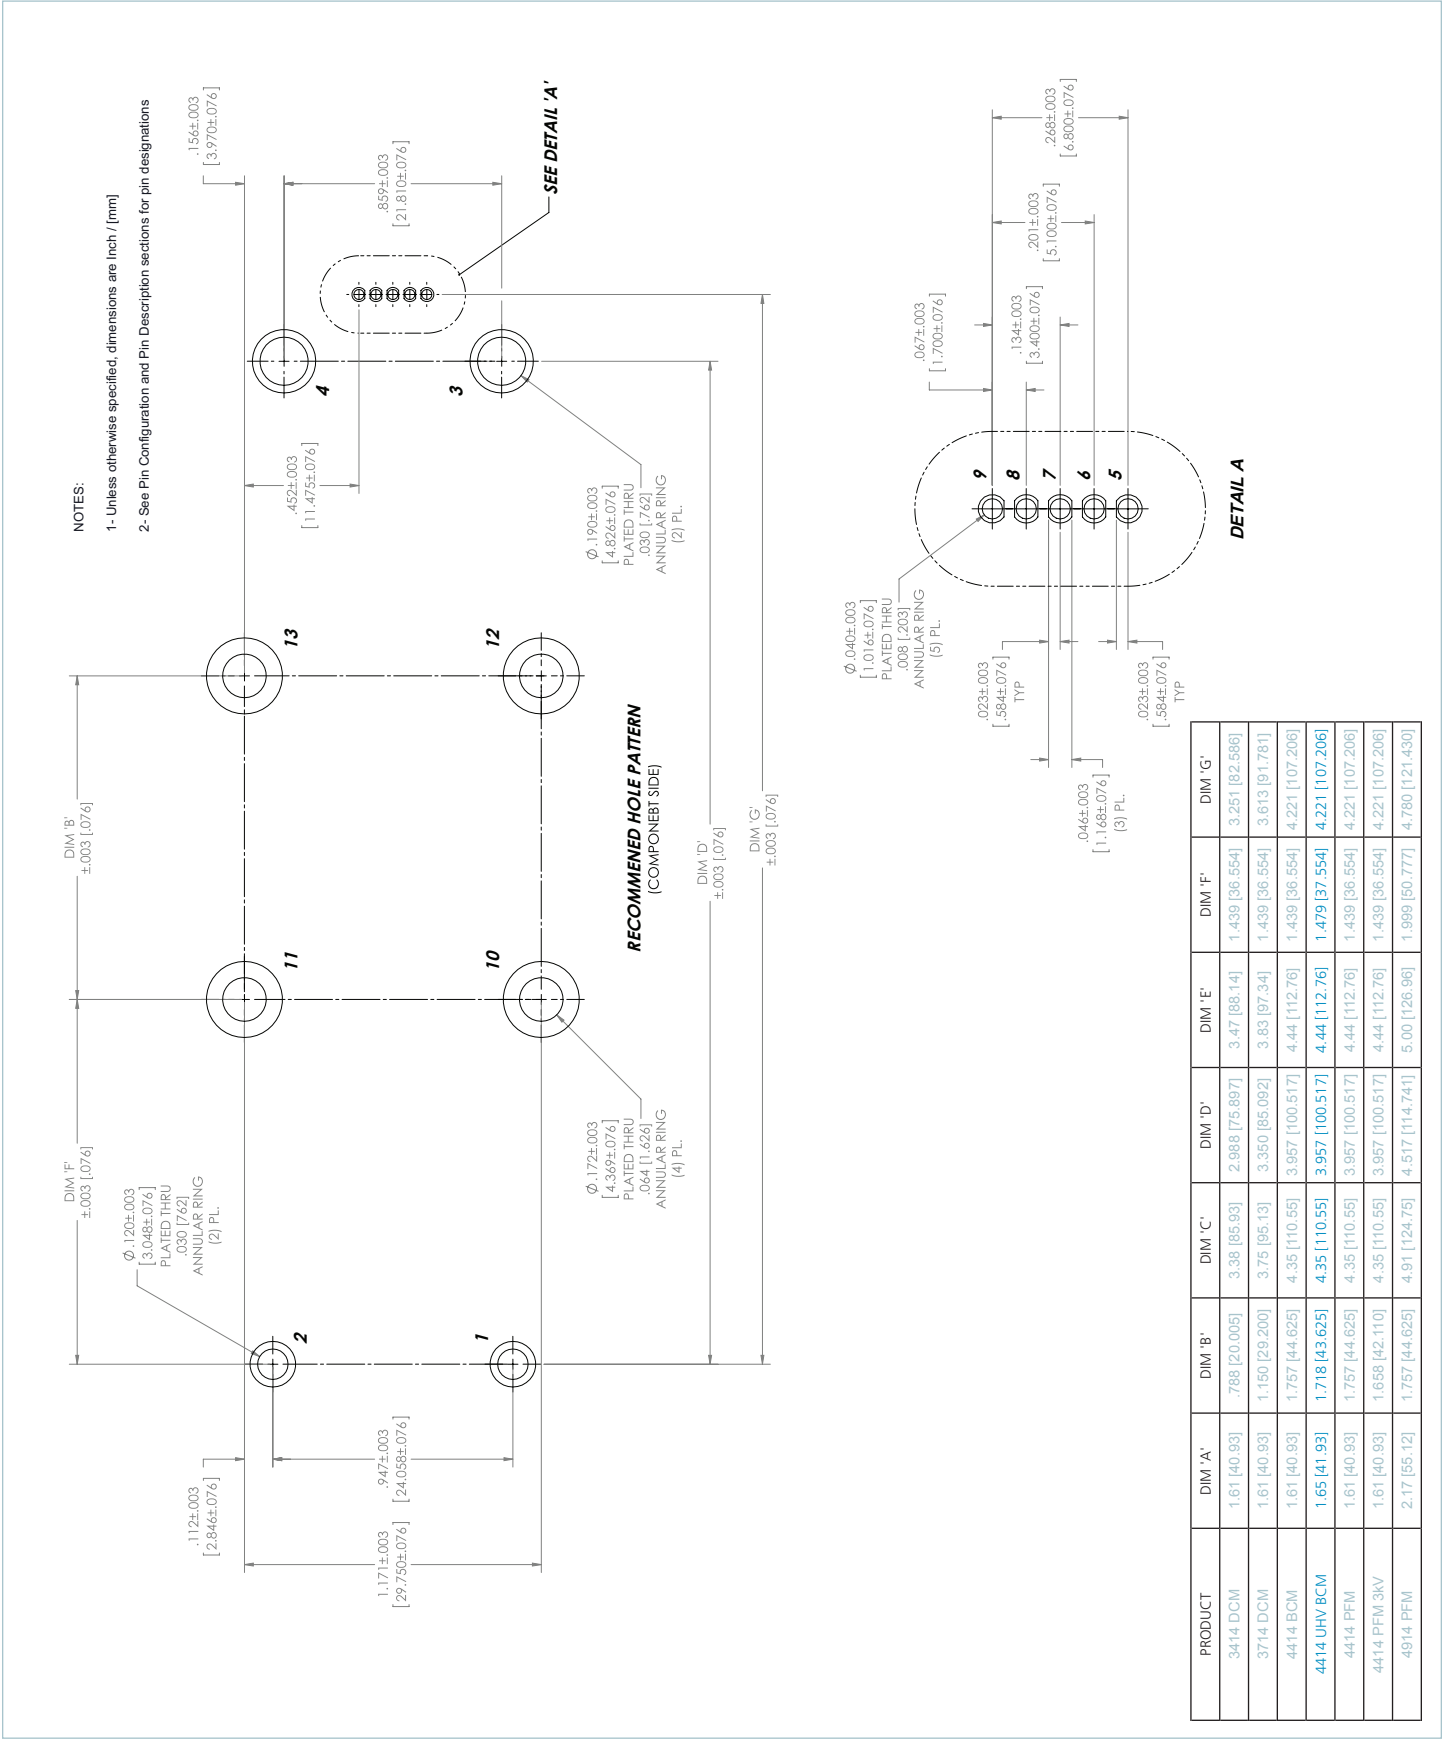 NOTES:
1- Unless otherwise specified, dimensions are Inch / [mm]
2- See Pin Configuration and Pin Description sections for pin designations
DIM 'F'
±.003 [.076]
DIM 'B'
±.003 [.076]
Ø .120±.003
[3.048±.076]
PLATED THRU
.030 [762]
ANNULAR RING
(2) PL.
.112±.003
[2.846±.076]
.156±.003
[3.970±.076]
2
11
13
4
.452±.003
[11.475±.076]
.947±.003
[24.058±.076]
1.171±.003
[29.750±.076]
.859±.003
[21.810±.076]
1
10
12
3
SEE DETAIL 'A'
Ø .172±.003
[4.369±.076]
PLATED THRU
.064 [1.626]
ANNULAR RING
(4) PL.
RECOMMENED HOLE PATTERN
(COMPONEBT SIDE)
Ø .190±.003
[4.826±.076]
PLATED THRU
.030 [.762]
ANNULAR RING
(2) PL.
DIM 'D'
±.003 [.076]
DIM 'G'
±.003 [.076]
Ø .040±.003
[1.016±.076]
PLATED THRU
.008 [.203]
ANNULAR RING
(5) PL.
.067±.003
[1.700±.076]
.134±.003
[3.400±.076]
.201±.003
[5.100±.076]
.268±.003
[6.800±.076]
9
8
7
6
5
.023±.003
[.584±.076]
TYP
.046±.003
[1.168±.076]
(3) PL.
.023±.003
[.584±.076]
TYP
DETAIL A
PRODUCT DIM 'A' DIM 'B' DIM 'C' DIM 'D' DIM 'E' DIM 'F' DIM 'G'
3414 DCM 1.61 [40.93] .788 [20.005] 3.38 [85.93] 2.988 [75.897] 3.47 [88.14] 1.439 [36.554] 3.251 [82.586]
3714 DCM 1.61 [40.93] 1.150 [29.200] 3.75 [95.13] 3.350 [85.092] 3.83 [97.34] 1.439 [36.554] 3.613 [91.781]
4414 BCM 1.61 [40.93] 1.757 [44.625] 4.35 [110.55] 3.957 [100.517] 4.44 [112.76] 1.439 [36.554] 4.221 [107.206]
4414 UHV BCM 1.65 [41.93] 1.718 [43.625] 4.35 [110.55] 3.957 [100.517] 4.44 [112.76] 1.479 [37.554] 4.221 [107.206]
4414 PFM 1.61 [40.93] 1.757 [44.625] 4.35 [110.55] 3.957 [100.517] 4.44 [112.76] 1.439 [36.554] 4.221 [107.206]
4414 PFM 3kV 1.61 [40.93] 1.658 [42.110] 4.35 [110.55] 3.957 [100.517] 4.44 [112.76] 1.439 [36.554] 4.221 [107.206]
4914 PFM 2.17 [55.12] 1.757 [44.625] 4.91 [124.75] 4.517 [114.741] 5.00 [126.96] 1.999 [50.777] 4.780 [121.430]